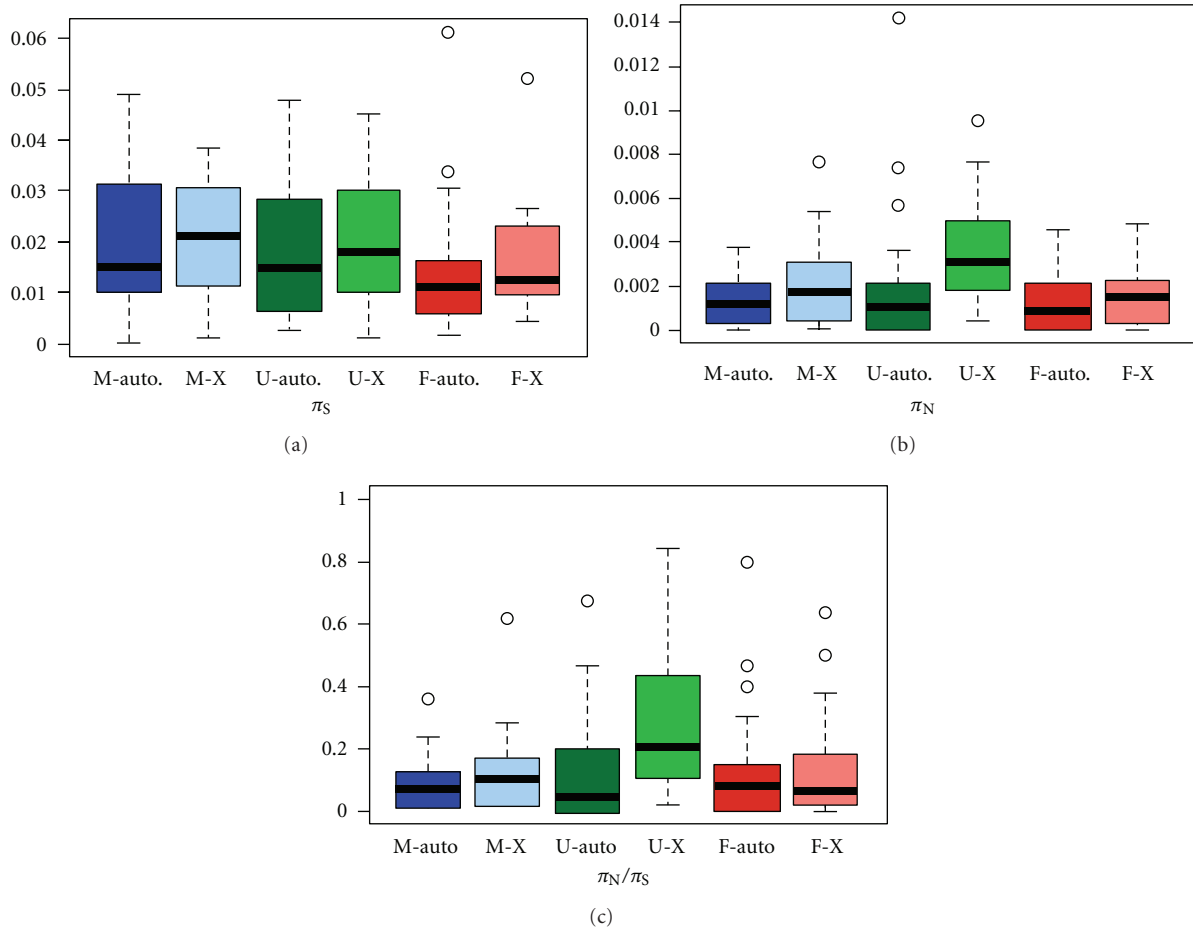 0.06
0.05
0.04
0.03
0.02
0.01
0
M-auto. M-X U-auto. U-X F-auto. F-X
πS
(a)
0.014
0.012
0.01
0.008
0.006
0.004
0.002
0
M-auto. M-X U-auto. U-X F-auto. F-X
πN
(b)
1
0.8
0.6
0.4
0.2
0
M-auto M-X U-auto U-X F-auto F-X
πN/πS
(c)